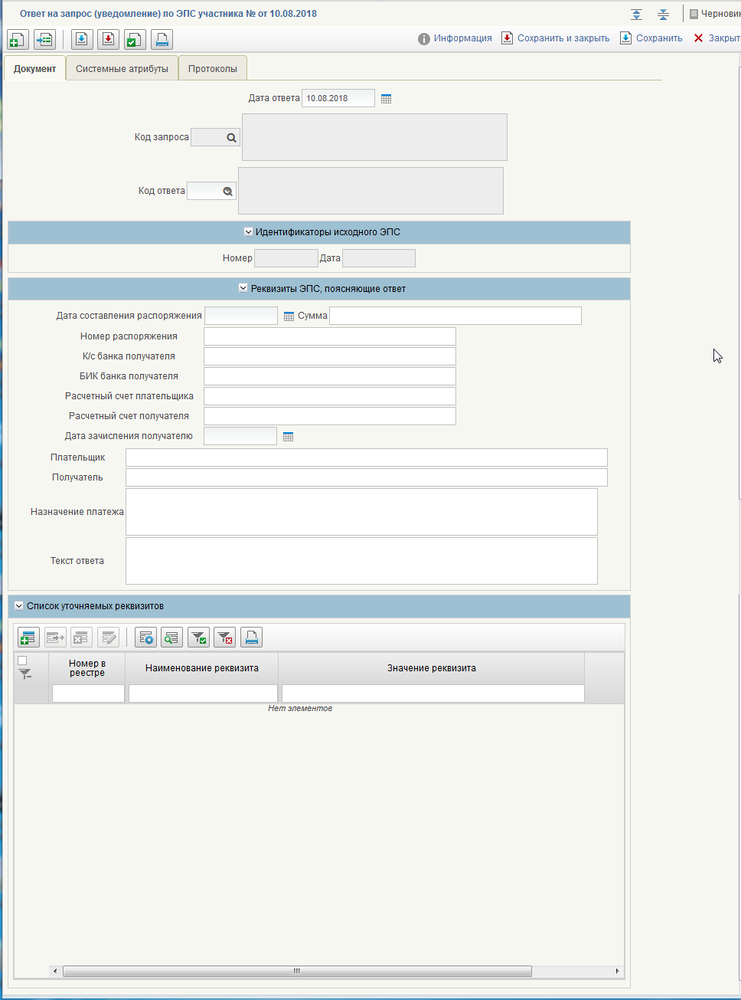 Ответ на запрос (уведомление) по ЭПС участника № от 10.08.2018
Чернови
Информация Сохранить и закрыть Сохранить Закрыт
Документ Системные атрибуты Протоколы
Дата ответа 10.08.2018
Код запроса
Код ответа
Идентификаторы исходного ЭПС
Номер Дата
Реквизиты ЭПС, поясняющие ответ
Дата составления распоряжения Сумма
Номер распоряжения
К/с банка получателя
БИК банка получателя
Расчетный счет плательщика
Расчетный счет получателя
Дата зачисления получателю
Плательщик
Получатель
Назначение платежа
Текст ответа
Список уточняемых реквизитов
Номер в
реестре
Наименование реквизита
Значение реквизита
Нет элементов